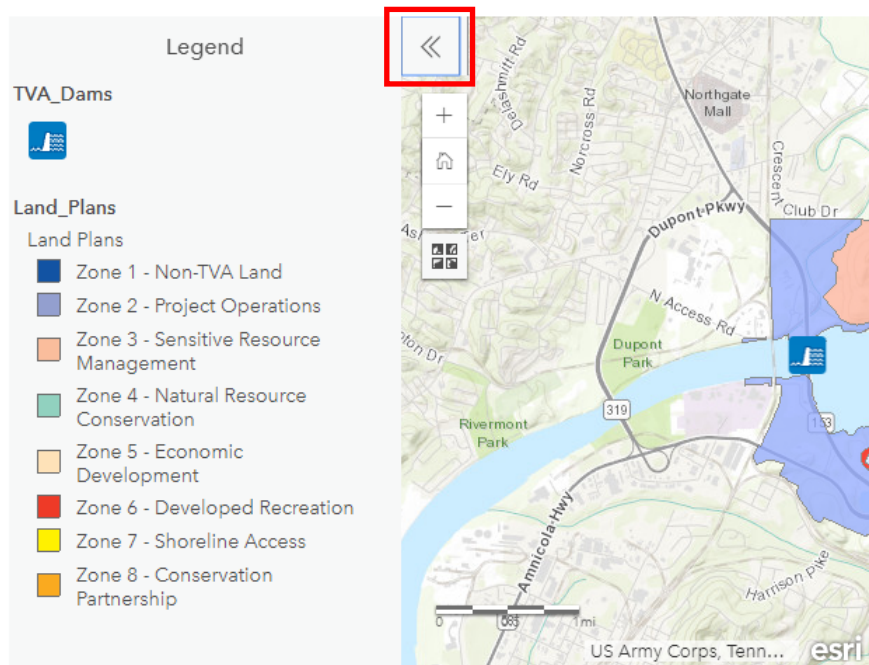 Legend
TVA_Dams
Land_Plans
Land Plans
Zone 1 - Non-TVA Land
Zone 2 - Project Operations
Zone 3 - Sensitive Resource
Management
Zone 4 - Natural Resource
Conservation
Zone 5 - Economic
Development
Zone 6 - Developed Recreation
Zone 7 - Shoreline Access
Zone 8 - Conservation
Partnership
Delashmitt Rd
Norcross Rd
Northgate
Mall
Crescent
Club Dr
Ely Rd
Dupont Pkwy
N Access Rd
Dupont
Park
319
153
Rivermont
Park
Amnicola Hwy
Harrison Pike
0
1mi
US Army Corps, Tenn...
esri